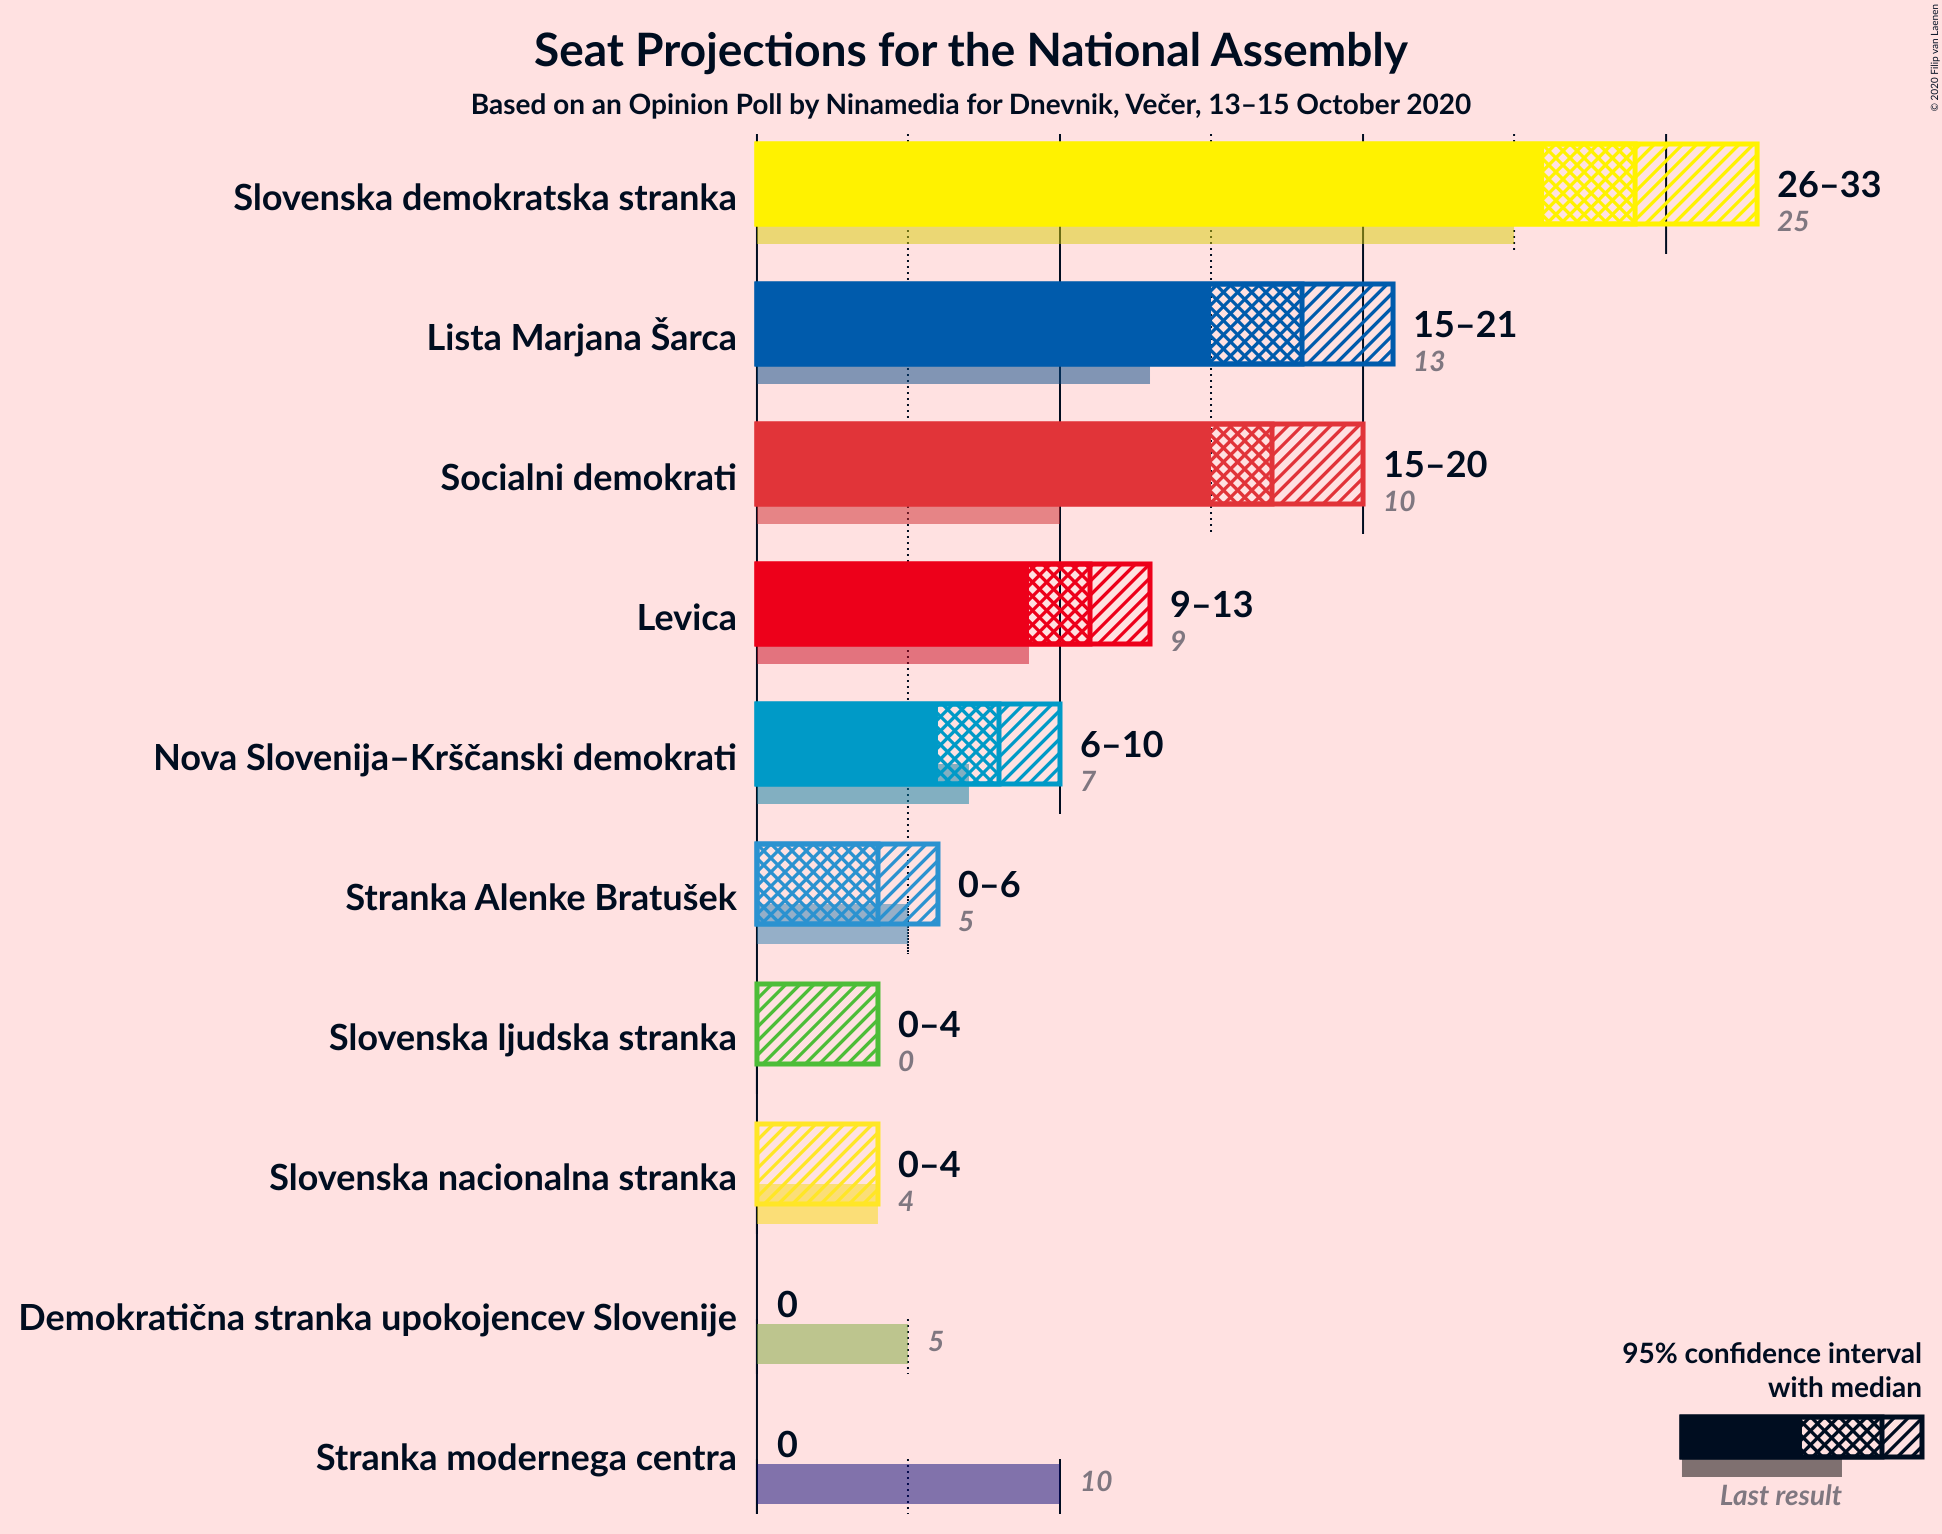 Seat Projections for the National Assembly
Based on an Opinion Poll by Ninamedia for Dnevnik, Večer, 13–15 October 2020
© 2020 Filip van Laenen
Slovenska demokratska stranka
26–33
25
Lista Marjana Šarca
15–21
13
Socialni demokrati
15–20
10
Levica
9–13
9
Nova Slovenija–Krščanski demokrati
6–10
7
Stranka Alenke Bratušek
0–6
5
Slovenska ljudska stranka
0–4
0
Slovenska nacionalna stranka
0–4
4
Demokratična stranka upokojencev Slovenije
0
5
Stranka modernega centra
0
10
95% confidence interval
with median
Last result